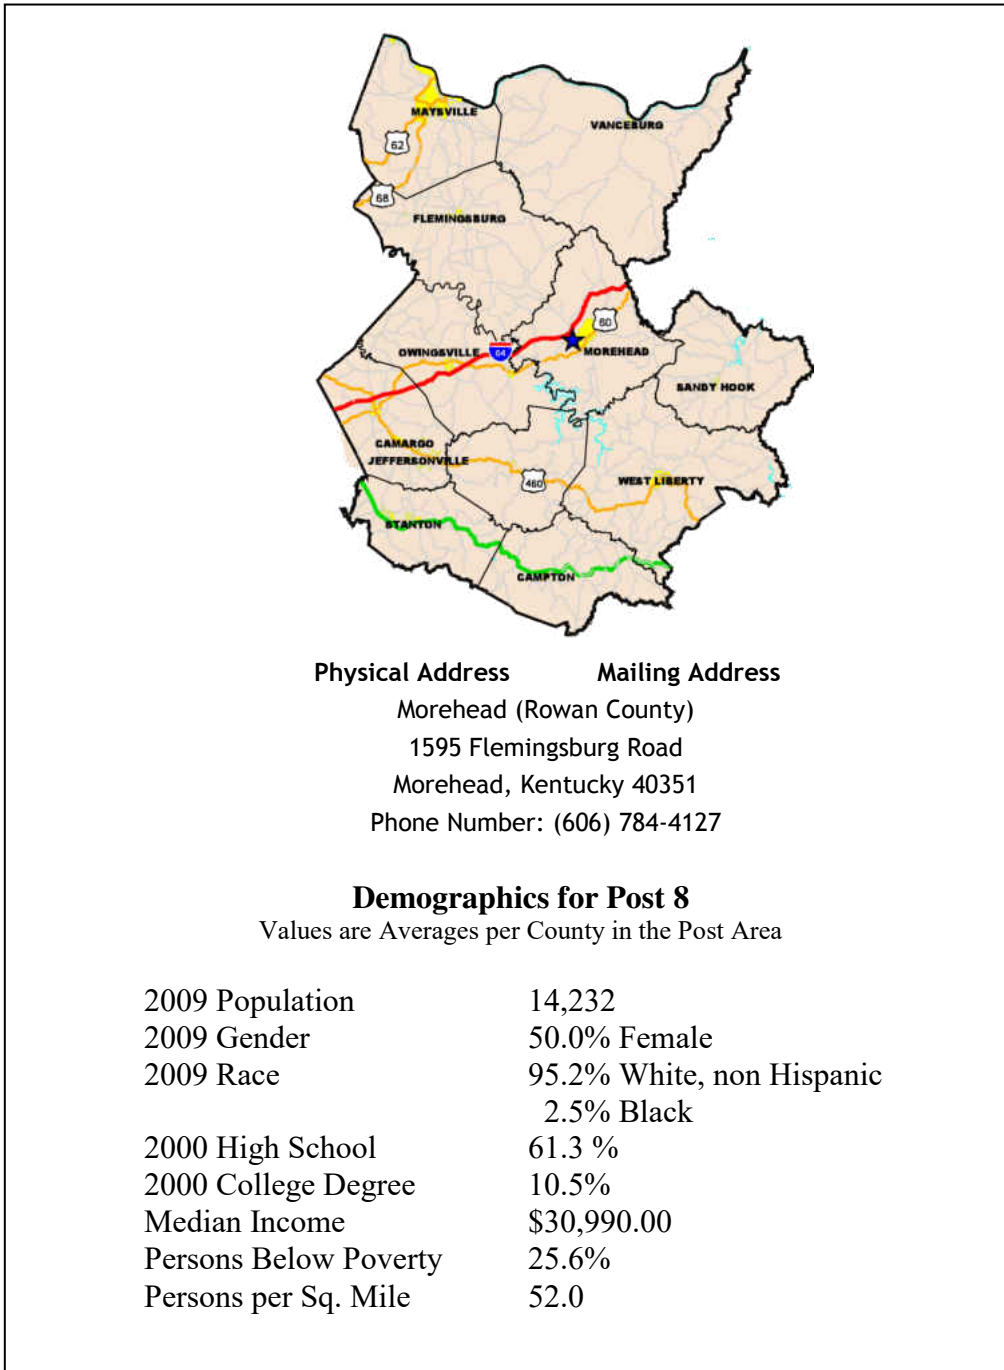 MAYSVILLE
VANCEBURG
62
68
FLEMINGSBURG
60
OWINGSVILLE
64
MOREHEAD
SANDY HOOK
CAMARGO
JEFFERSONVILLE
460
WEST LIBERTY
STANTON
CAMPTON
Physical Address Mailing Address
Morehead (Rowan County)
1595 Flemingsburg Road
Morehead, Kentucky 40351
Phone Number: (606) 784-4127
Demographics for Post 8
Values are Averages per County in the Post Area
2009 Population 14,232
2009 Gender 50.0% Female
2009 Race 95.2% White, non Hispanic
2.5% Black
2000 High School 61.3 %
2000 College Degree 10.5%
Median Income $30,990.00
Persons Below Poverty 25.6%
Persons per Sq. Mile 52.0